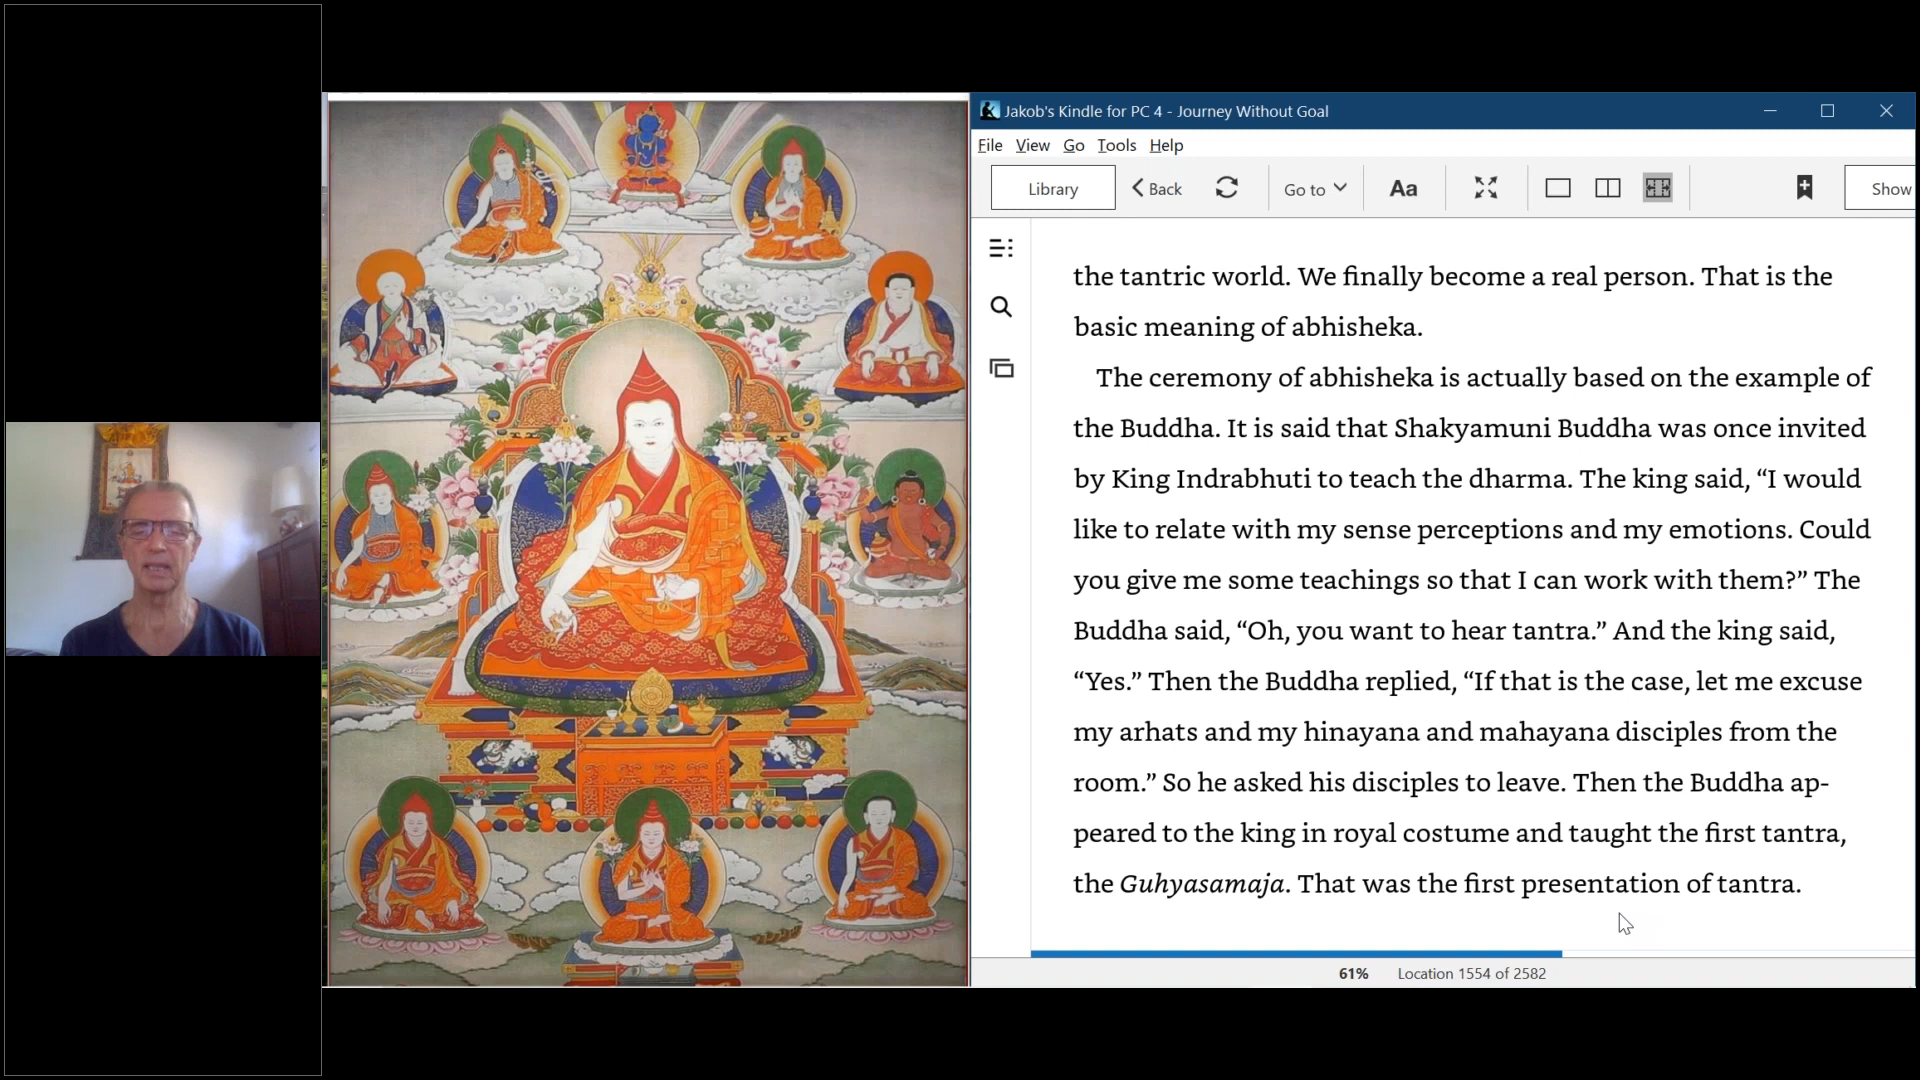 Jakob's Kindle for PC 4 - Journey Without Goal
File View Go Tools Help
Library Back Go to Aa Show
the tantric world. We finally become a real person. That is the
basic meaning of abhisheka.
The ceremony of abhisheka is actually based on the example of
the Buddha. It is said that Shakyamuni Buddha was once invited
by King Indrabhuti to teach the dharma. The king said, “I would
like to relate with my sense perceptions and my emotions. Could
you give me some teachings so that I can work with them?” The
Buddha said, “Oh, you want to hear tantra.” And the king said,
“Yes.” Then the Buddha replied, “If that is the case, let me excuse
my arhats and my hinayana and mahayana disciples from the
room.” So he asked his disciples to leave. Then the Buddha ap-
peared to the king in royal costume and taught the first tantra,
the Guhyasamaja. That was the first presentation of tantra.
61% Location 1554 of 2582